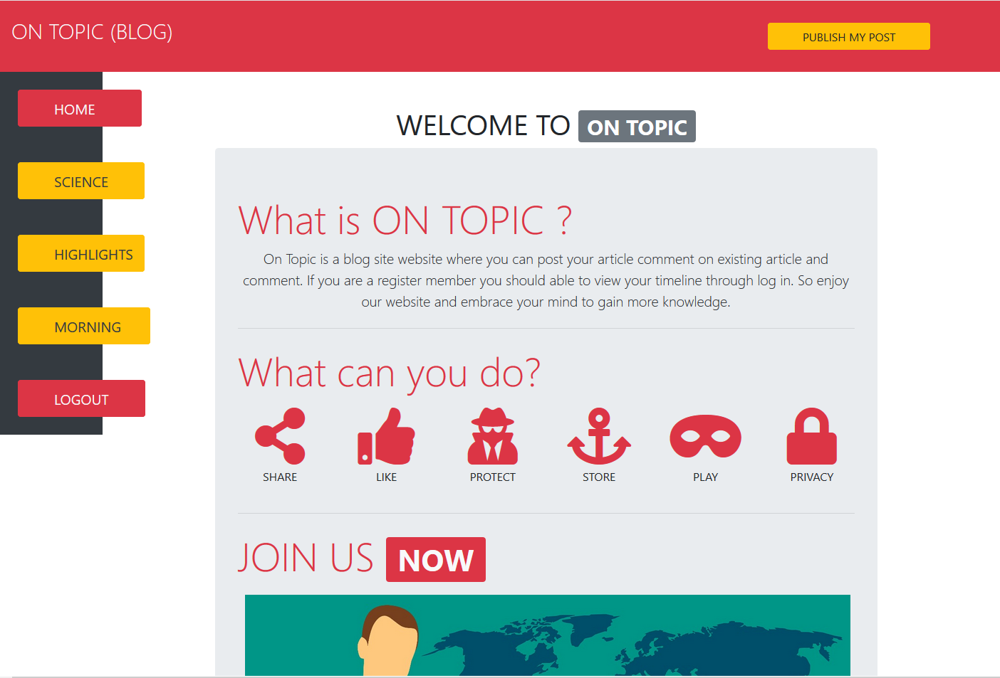 ON TOPIC (BLOG)
PUBLISH MY POST
HOME
SCIENCE
HIGHLIGHTS
MORNING
LOGOUT
WELCOME TO ON TOPIC
What is ON TOPIC ?
On Topic is a blog site website where you can post your article comment on existing article and
comment. If you are a register member you should able to view your timeline through log in. So enjoy
our website and embrace your mind to gain more knowledge.
What can you do?
SHARE LIKE PROTECT STORE PLAY PRIVACY
JOIN US NOW